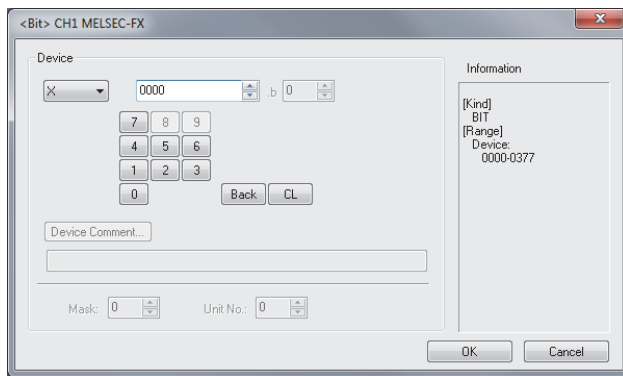 <Bit> CH1 MELSEC-FX
Device
X 0000 .b 0
7 8 9
4 5 6
1 2 3
0 Back CL
Device Comment...
Mask: 0 Unit No.: 0
Information
[Kind]
BIT
[Range]
Device:
0000-0377
OK Cancel